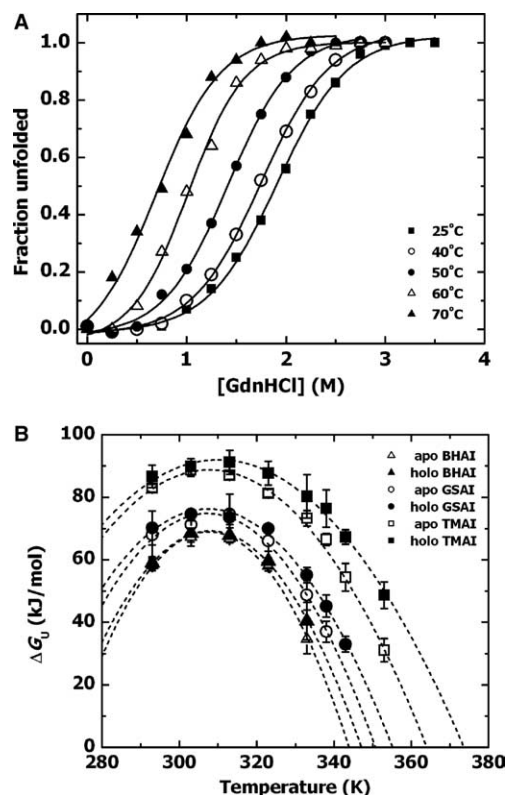 A
Fraction unfolded
1.0
0.8
0.6
0.4
0.2
0.0
25°C
40°C
50°C
60°C
70°C
0 1 2 3 4
[GdnHCl] (M)
B
ΔGᵤ (kJ/mol)
100
80
60
40
20
0
apo BHAI
holo BHAI
apo GSAI
holo GSAI
apo TMAI
holo TMAI
280 300 320 340 360 380
Temperature (K)